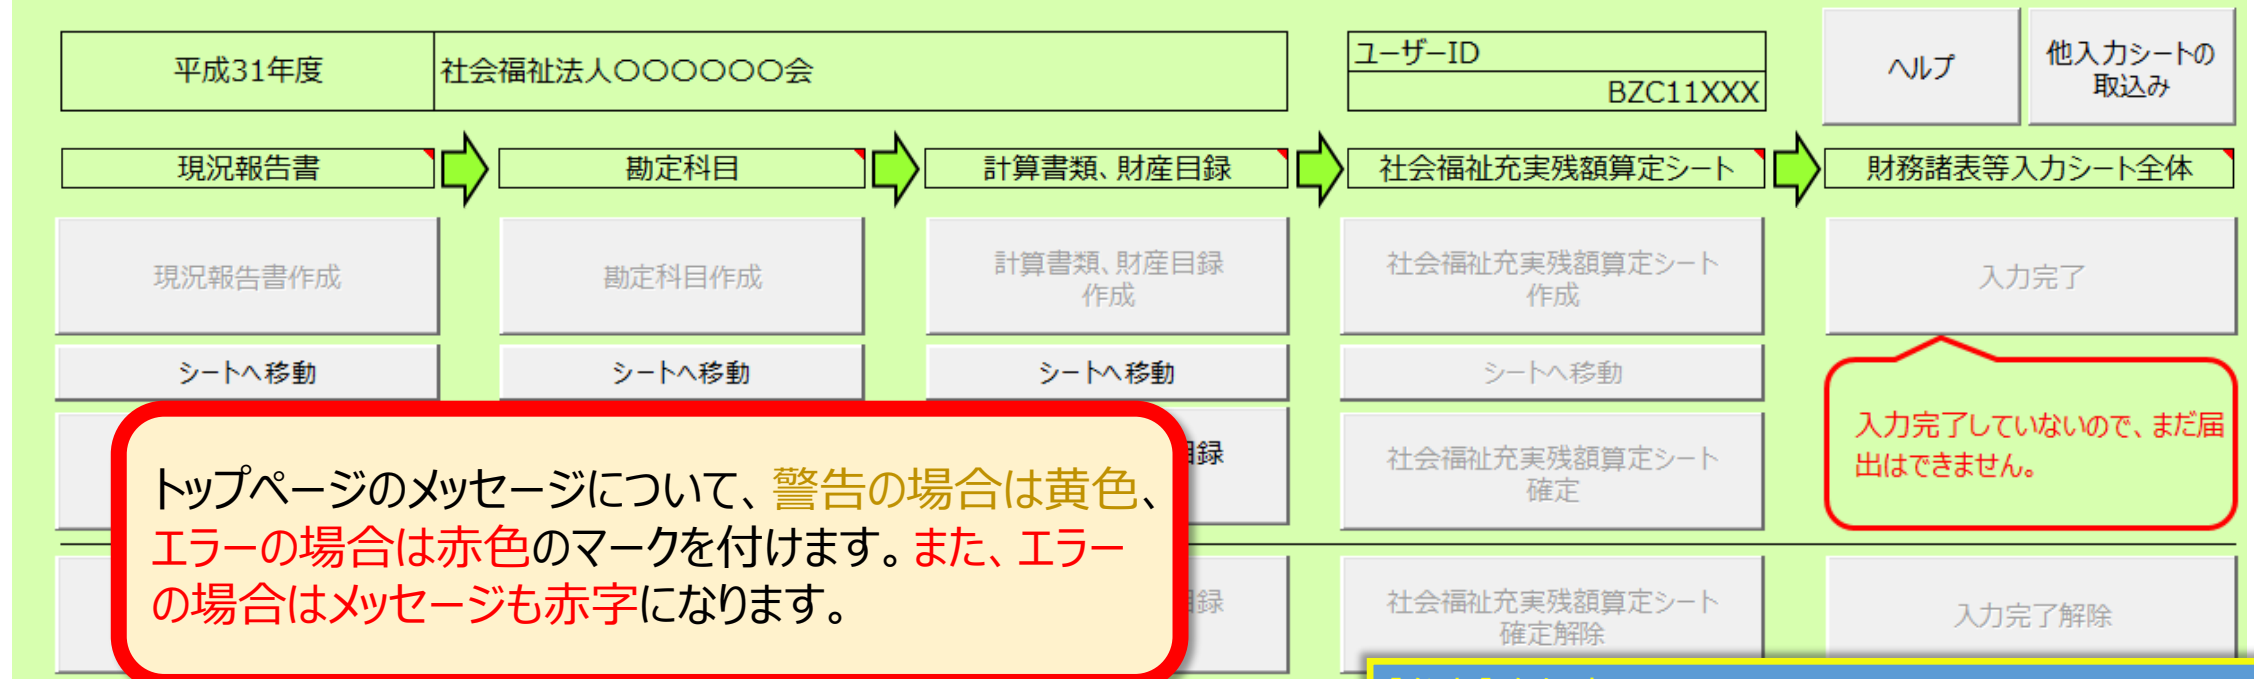 平成31年度
社会福祉法人〇〇〇〇〇〇会
ユーザーID
BZC11XXX
ヘルプ
他入力シートの
取込み
現況報告書
勘定科目
計算書類、財産目録
社会福祉充実残額算定シート
財務諸表等入力シート全体
現況報告書作成
勘定科目作成
計算書類、財産目録
作成
社会福祉充実残額算定シート
作成
入力完了
シートへ移動
シートへ移動
シートへ移動
シートへ移動
入力完了していないので、まだ届
出はできません。
目録
社会福祉充実残額算定シート
確定
トップページのメッセージについて、警告の場合は黄色、
エラーの場合は赤色のマークを付けます。また、エラー
の場合はメッセージも赤字になります。
目録
社会福祉充実残額算定シート
確定解除
入力完了解除